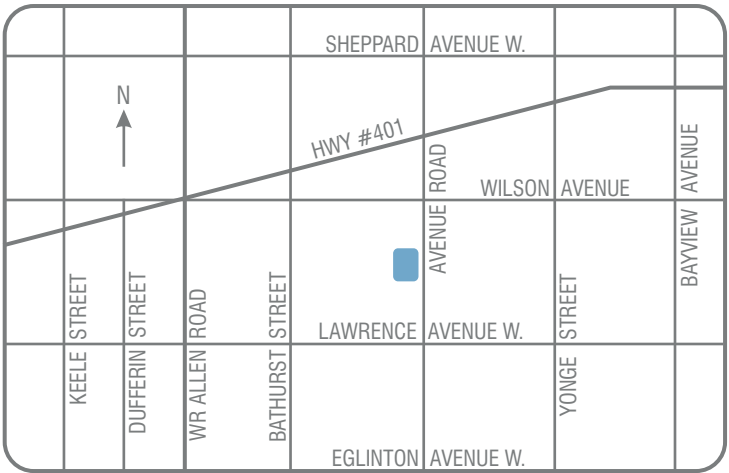 SHEPPARD AVENUE W.
N
HWY #401
AVENUE ROAD
WILSON AVENUE
BAYVIEW AVENUE
KEELE STREET
DUFFERIN STREET
WR ALLEN ROAD
BATHURST STREET
LAWRENCE AVENUE W.
YONGE STREET
EGLINTON AVENUE W.